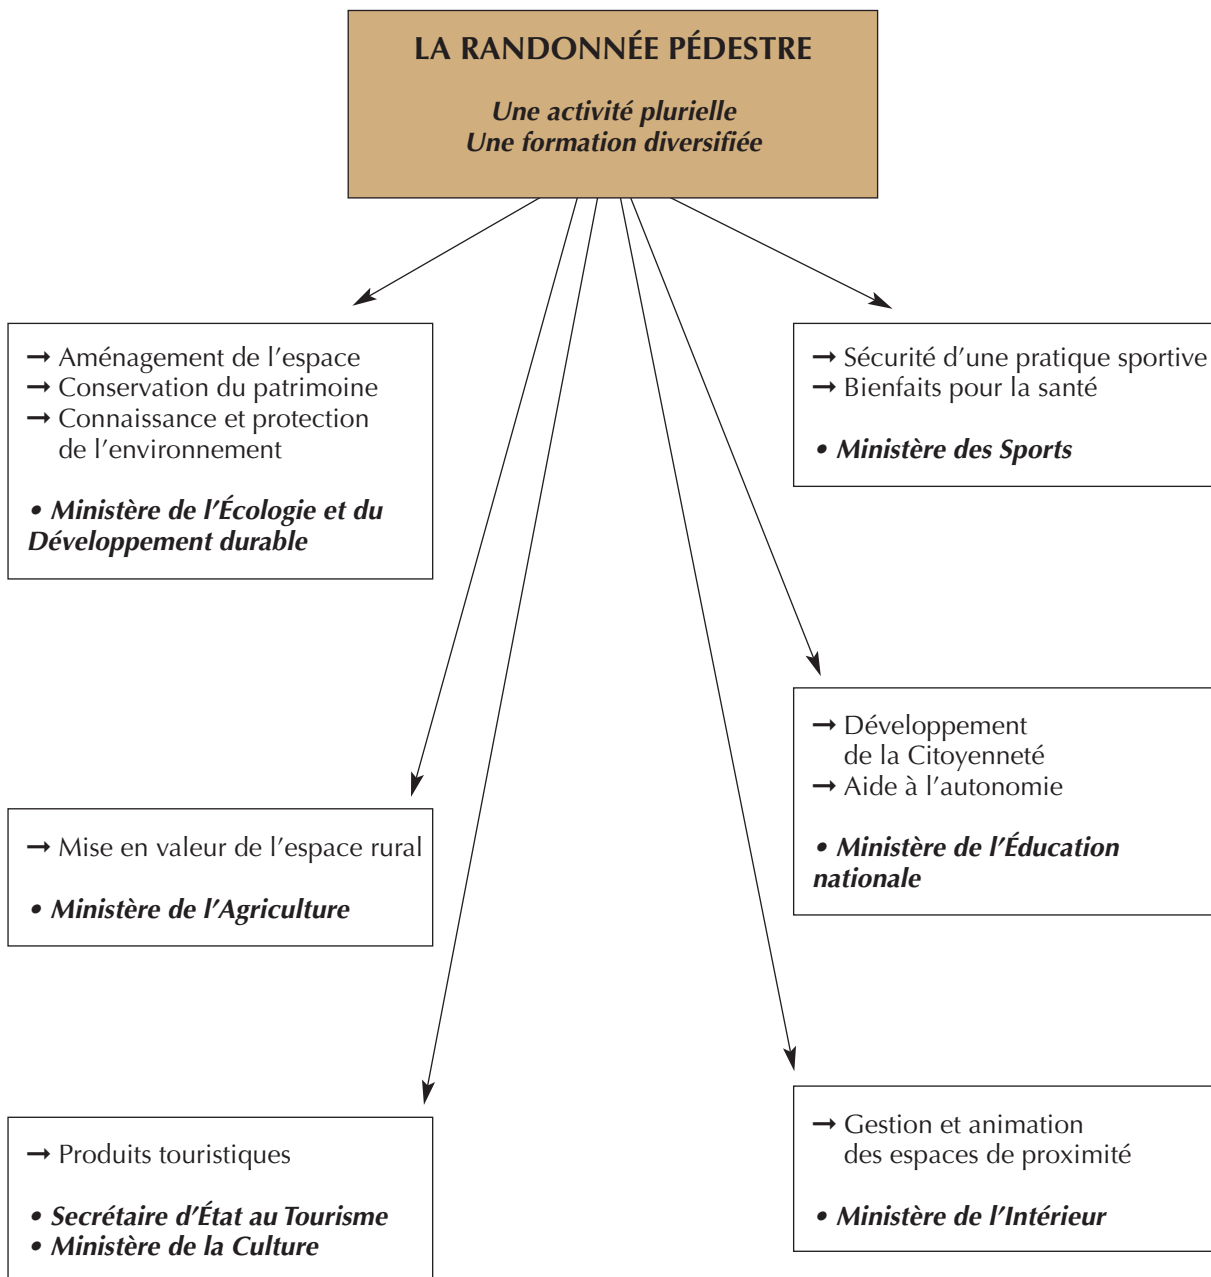 LA RANDONNÉE PÉDESTRE
Une activité plurielle
Une formation diversifiée
→ Aménagement de l’espace
→ Conservation du patrimoine
→ Connaissance et protection
de l’environnement
• Ministère de l’Écologie et du
Développement durable
→ Sécurité d’une pratique sportive
→ Bienfaits pour la santé
• Ministère des Sports
→ Développement
de la Citoyenneté
→ Aide à l’autonomie
• Ministère de l’Éducation
nationale
→ Mise en valeur de l’espace rural
• Ministère de l’Agriculture
→ Produits touristiques
• Secrétaire d’État au Tourisme
• Ministère de la Culture
→ Gestion et animation
des espaces de proximité
• Ministère de l’Intérieur